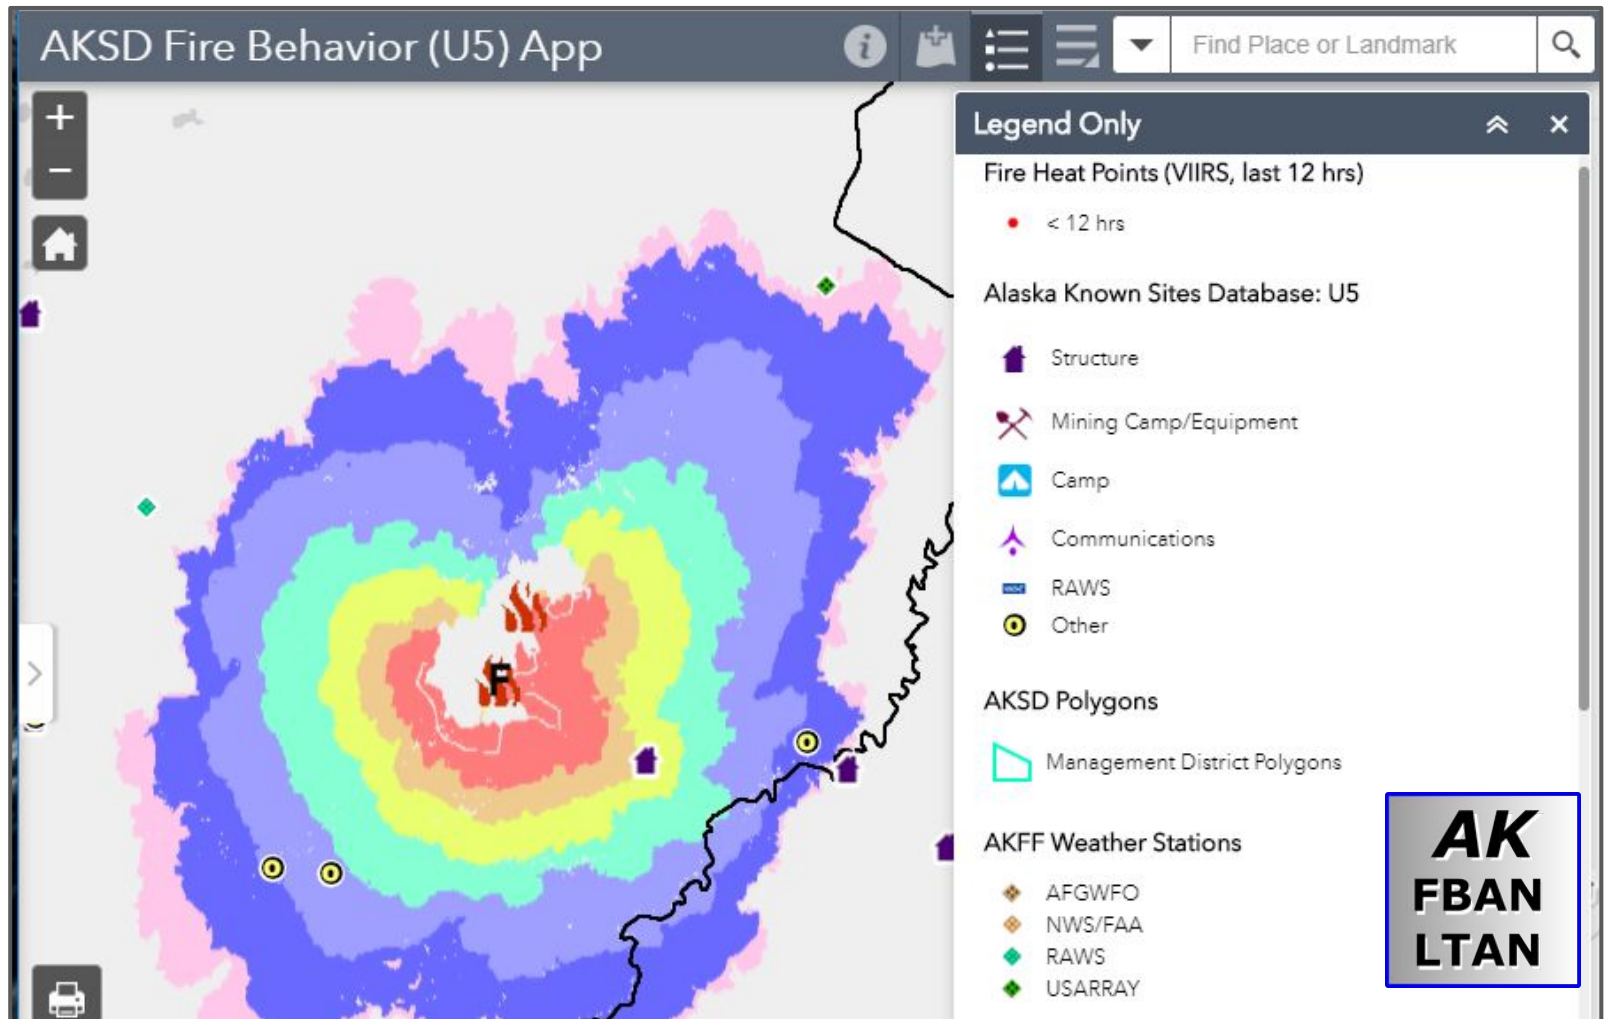 AKSD Fire Behavior (U5) App
Find Place or Landmark
Legend Only
Fire Heat Points (VIIRS, last 12 hrs)
< 12 hrs
Alaska Known Sites Database: U5
Structure
Mining Camp/Equipment
Camp
Communications
RAWS
Other
AKSD Polygons
Management District Polygons
AKFF Weather Stations
AFGWFO
NWS/FAA
RAWS
USARRAY
F
AK
FBAN
LTAN